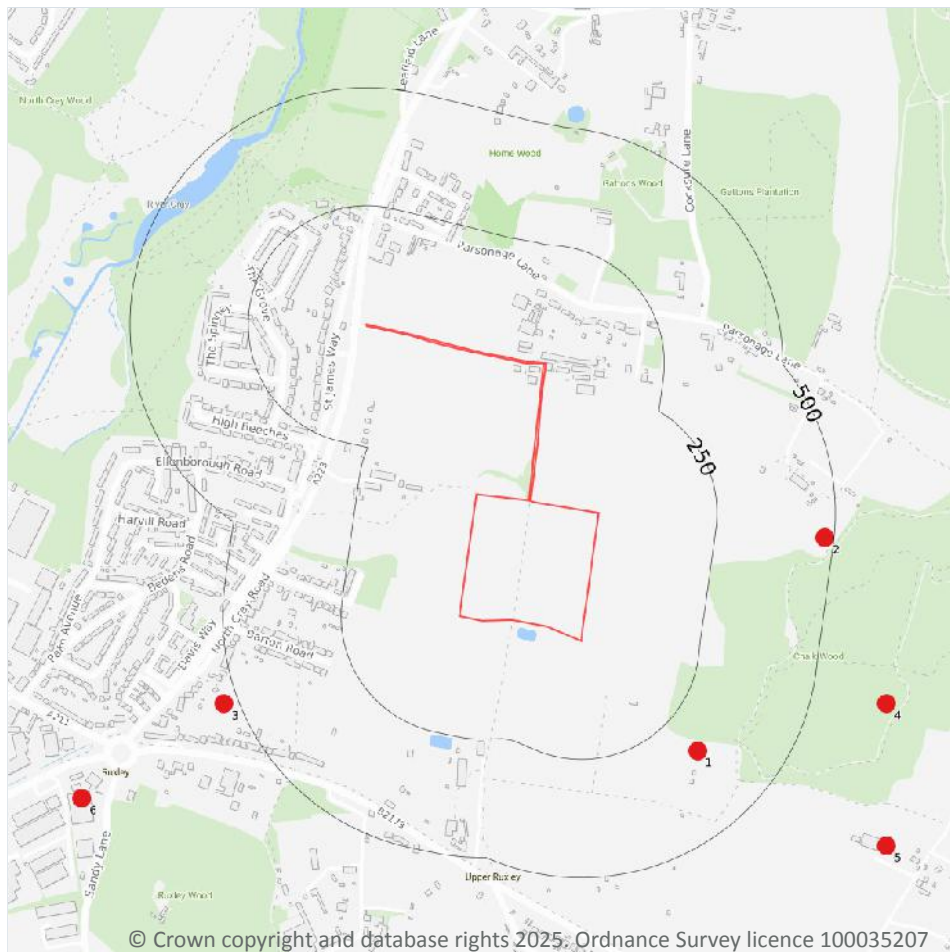 Leafield Lane
North Cray Wood
Home Wood
Cocksure Lane
Gattons Wood
Gattons Plantation
River Cray
Parsonage Lane
The Grove
The Spinney
St James Way
Parsonage Lane
500
High Beeches
250
Ellenborough Road
A223
Harvill Road
2
Bedens Road
North Cray Road
Palm Avenue
Davis Way
Barton Road
Chalk Wood
3
4
A211
1
Ruxley
6
B2173
5
Sandy Lane
Upper Ruxley
Ruxley Wood
© Crown copyright and database rights 2025. Ordnance Survey licence 100035207